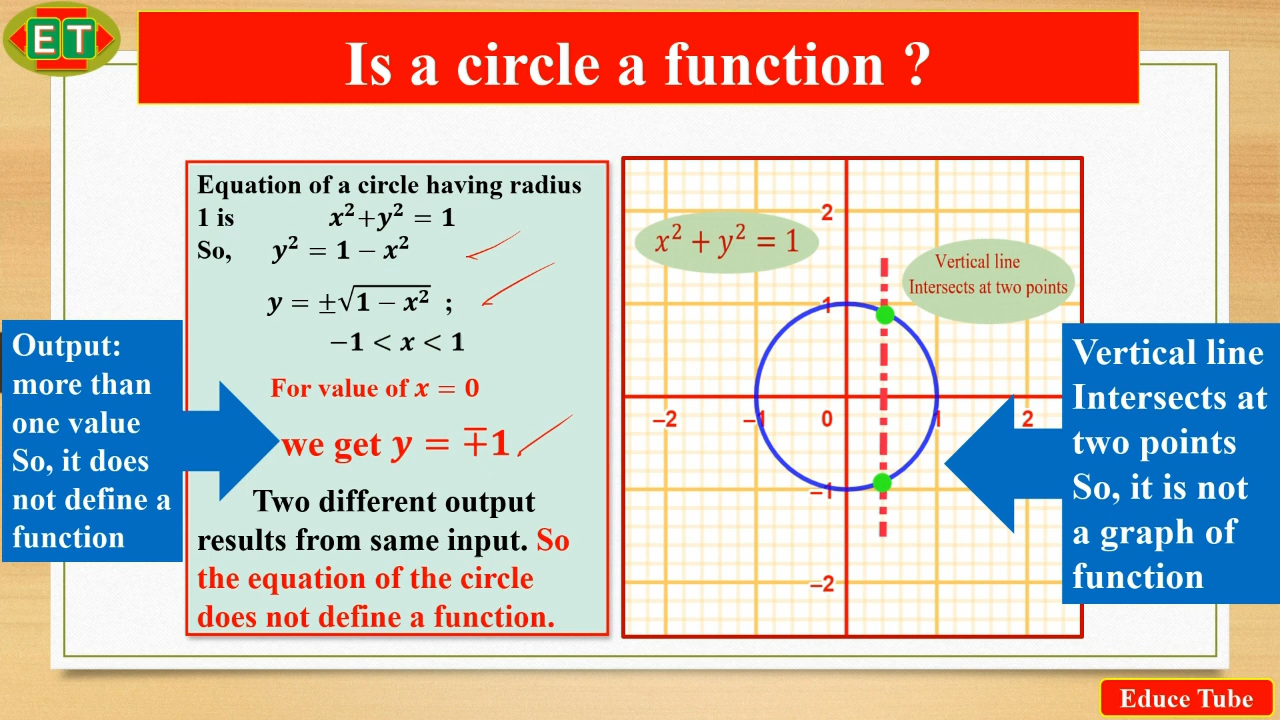 ET
Is a circle a function ?
Equation of a circle having radius
1 is x²+y² = 1
So, y² = 1 − x²
y = ±√1 − x² ;
−1 < x < 1
For value of x = 0
we get y = ∓1
Two different output
results from same input. So
the equation of the circle
does not define a function.
Output:
more than
one value
So, it does
not define a
function
x² + y² = 1
Vertical line
Intersects at two points
2
1
−2
−1
0
1
2
−1
−2
Vertical line
Intersects at
two points
So, it is not
a graph of
function
Educe Tube